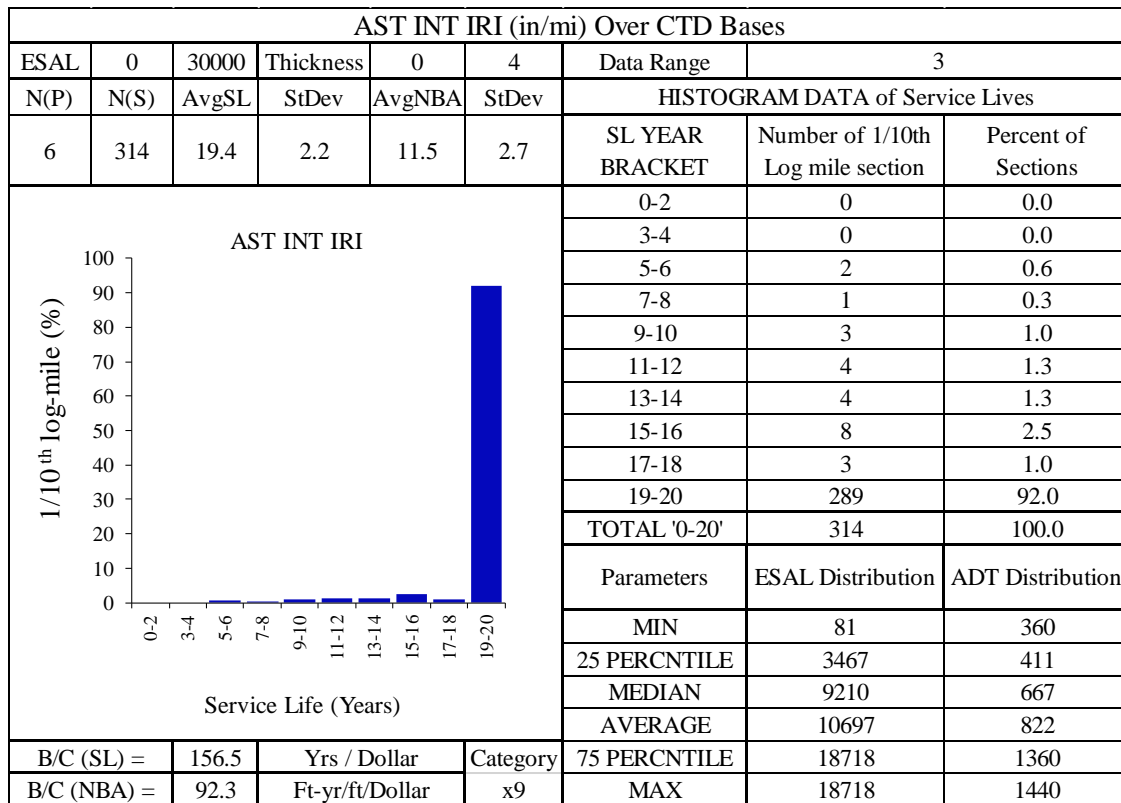 AST INT IRI (in/mi) Over CTD Bases
ESAL 0 30000 Thickness 0 4 Data Range 3
N(P) N(S) AvgSL StDev AvgNBA StDev HISTOGRAM DATA of Service Lives
6 314 19.4 2.2 11.5 2.7
SL YEAR BRACKET Number of 1/10th Log mile section Percent of Sections
0-2 0 0.0
3-4 0 0.0
5-6 2 0.6
7-8 1 0.3
9-10 3 1.0
11-12 4 1.3
13-14 4 1.3
15-16 8 2.5
17-18 3 1.0
19-20 289 92.0
TOTAL '0-20' 314 100.0
Parameters ESAL Distribution ADT Distribution
MIN 81 360
25 PERCNTILE 3467 411
MEDIAN 9210 667
AVERAGE 10697 822
75 PERCNTILE 18718 1360
MAX 18718 1440
AST INT IRI
1/10 th log-mile (%)
100
90
80
70
60
50
40
30
20
10
0
0-2 3-4 5-6 7-8 9-10 11-12 13-14 15-16 17-18 19-20
Service Life (Years)
B/C (SL) = 156.5 Yrs / Dollar Category
B/C (NBA) = 92.3 Ft-yr/ft/Dollar x9